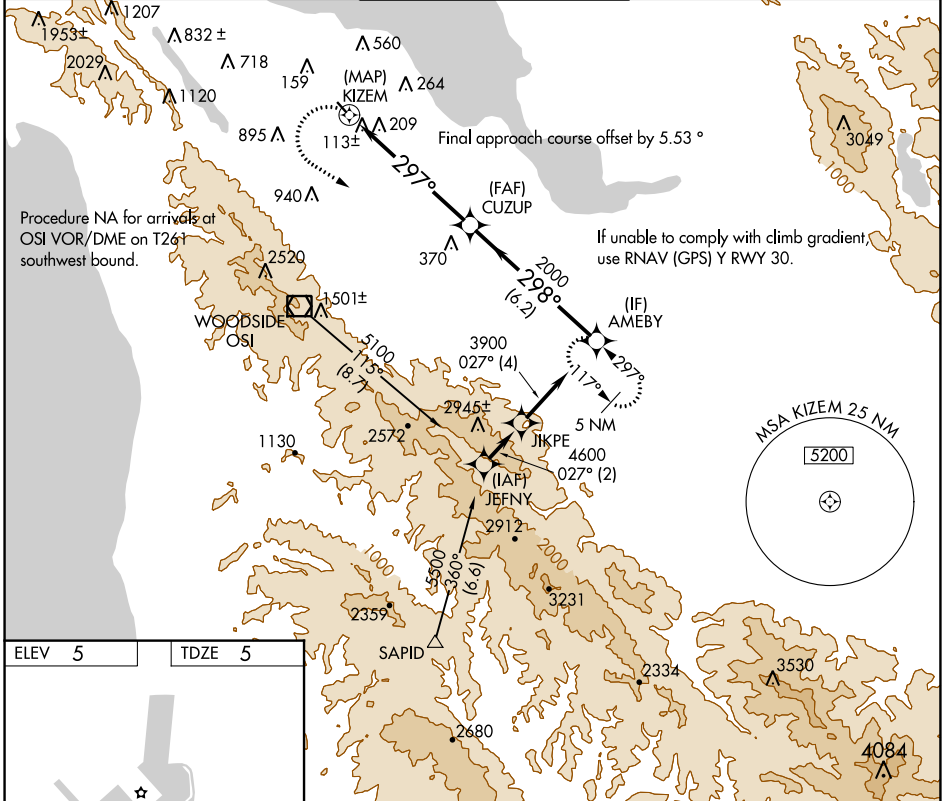 1207
1953±
832 ±
560
2029
718
159
(MAP)
KIZEM
264
1120
209
895
113±
3049
Final approach course offset by 5.53 °
1000
297°
(FAF)
CUZUP
940
Procedure NA for arrivals at
OSI VOR/DME on T261
southwest bound.
370
If unable to comply with climb gradient,
use RNAV (GPS) Y RWY 30.
2520
2000
298°
(6.2)
1501±
(IF)
AMEBY
WOODSIDE
OSI
5100
115°
(8.7)
3900
027° (4)
297°
117°
5 NM
2945±
MSA KIZEM 25 NM
5200
2572
JIKPE
1130
4600
027° (2)
(IAF)
JEFNY
2912
2000
1000
5500
360°
(6.6)
3231
2359
SAPID
ELEV 5
TDZE 5
2334
3530
2680
4084